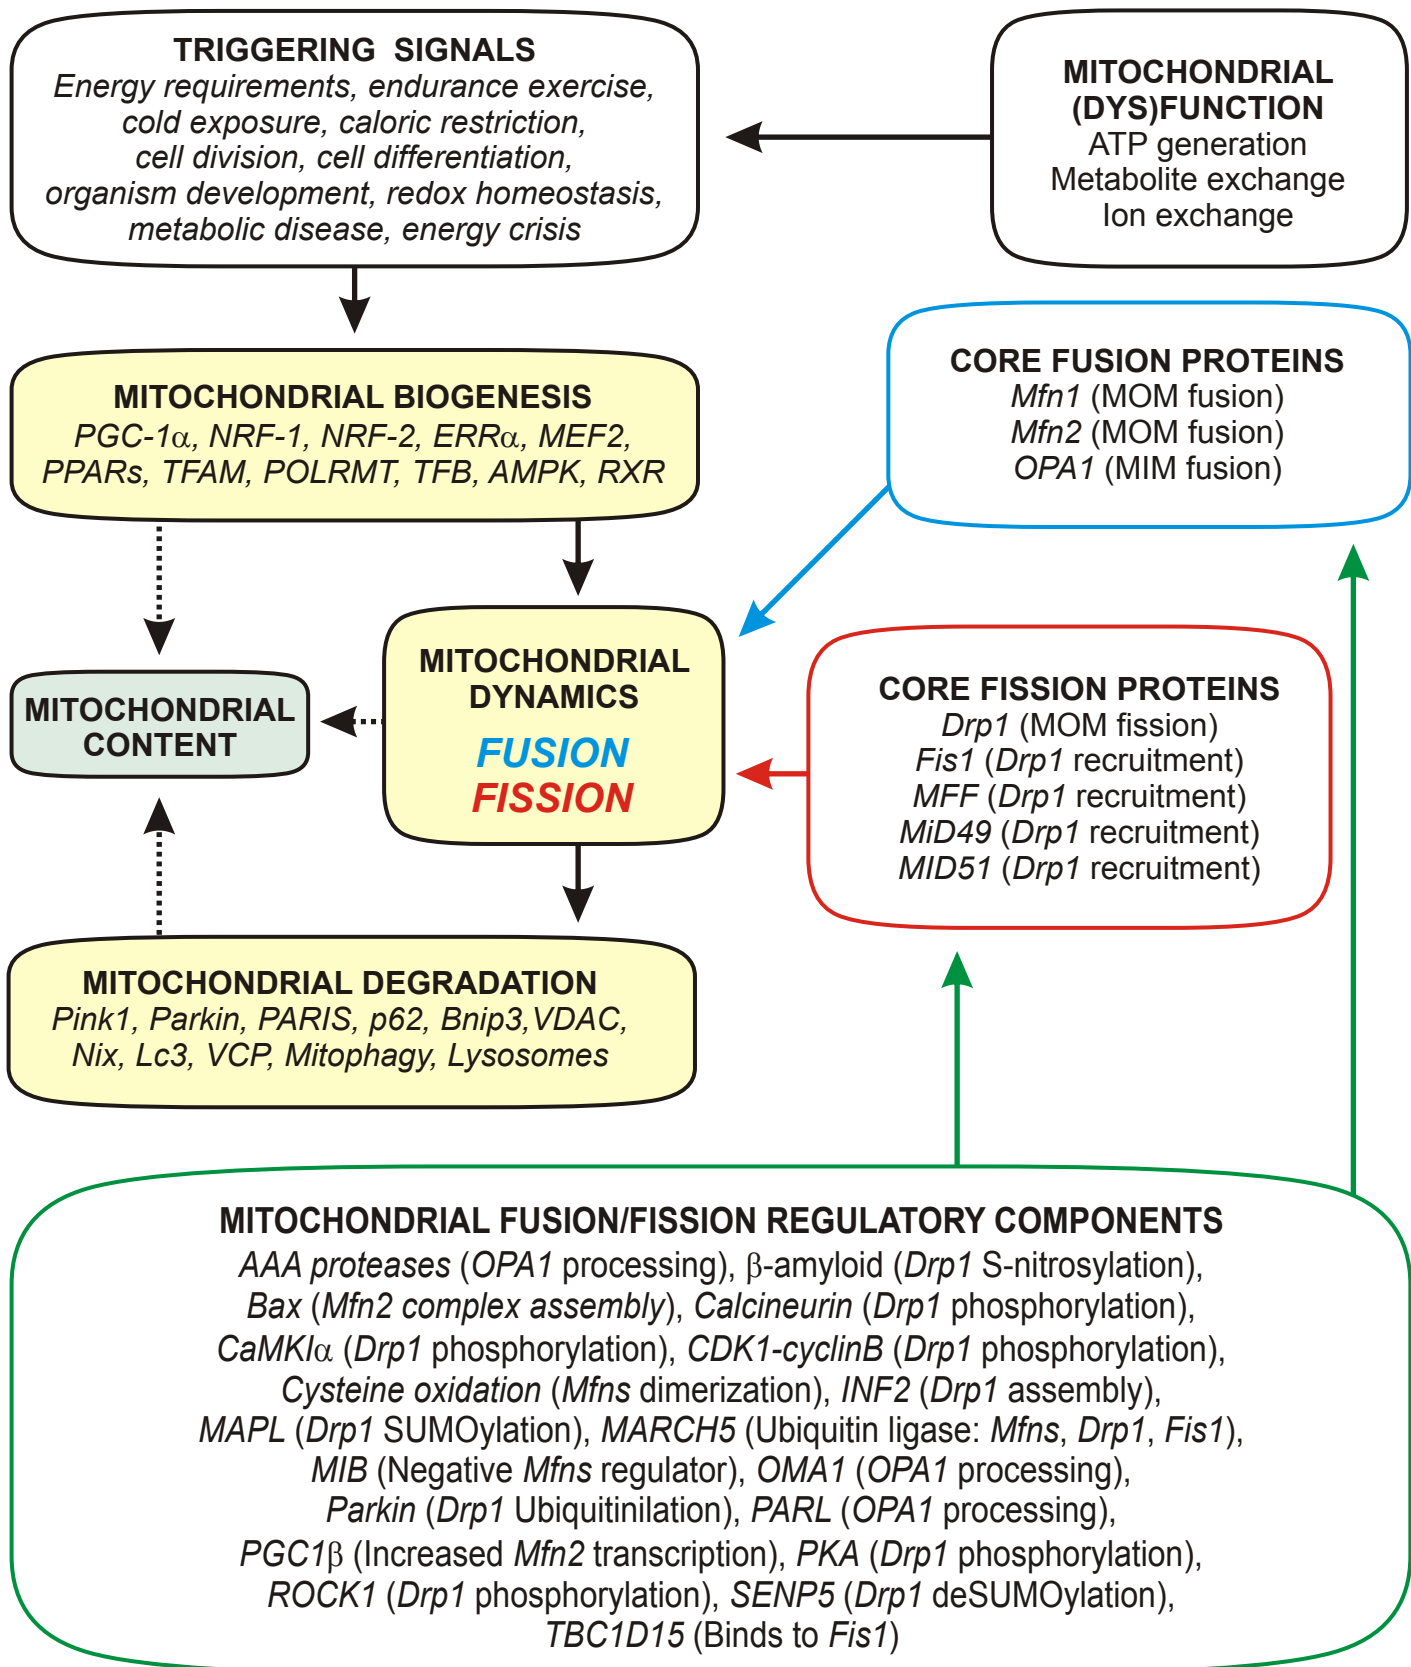 TRIGGERING SIGNALS
Energy requirements, endurance exercise,
cold exposure, caloric restriction,
cell division, cell differentiation,
organism development, redox homeostasis,
metabolic disease, energy crisis
MITOCHONDRIAL
(DYS)FUNCTION
ATP generation
Metabolite exchange
Ion exchange
MITOCHONDRIAL BIOGENESIS
PGC-1α, NRF-1, NRF-2, ERRα, MEF2,
PPARs, TFAM, POLRMT, TFB, AMPK, RXR
CORE FUSION PROTEINS
Mfn1 (MOM fusion)
Mfn2 (MOM fusion)
OPA1 (MIM fusion)
MITOCHONDRIAL
DYNAMICS
FUSION
FISSION
MITOCHONDRIAL
CONTENT
CORE FISSION PROTEINS
Drp1 (MOM fission)
Fis1 (Drp1 recruitment)
MFF (Drp1 recruitment)
MiD49 (Drp1 recruitment)
MID51 (Drp1 recruitment)
MITOCHONDRIAL DEGRADATION
Pink1, Parkin, PARIS, p62, Bnip3,VDAC,
Nix, Lc3, VCP, Mitophagy, Lysosomes
MITOCHONDRIAL FUSION/FISSION REGULATORY COMPONENTS
AAA proteases (OPA1 processing), β-amyloid (Drp1 S-nitrosylation),
Bax (Mfn2 complex assembly), Calcineurin (Drp1 phosphorylation),
CaMKIα (Drp1 phosphorylation), CDK1-cyclinB (Drp1 phosphorylation),
Cysteine oxidation (Mfns dimerization), INF2 (Drp1 assembly),
MAPL (Drp1 SUMOylation), MARCH5 (Ubiquitin ligase: Mfns, Drp1, Fis1),
MIB (Negative Mfns regulator), OMA1 (OPA1 processing),
Parkin (Drp1 Ubiquitinilation), PARL (OPA1 processing),
PGC1β (Increased Mfn2 transcription), PKA (Drp1 phosphorylation),
ROCK1 (Drp1 phosphorylation), SENP5 (Drp1 deSUMOylation),
TBC1D15 (Binds to Fis1)